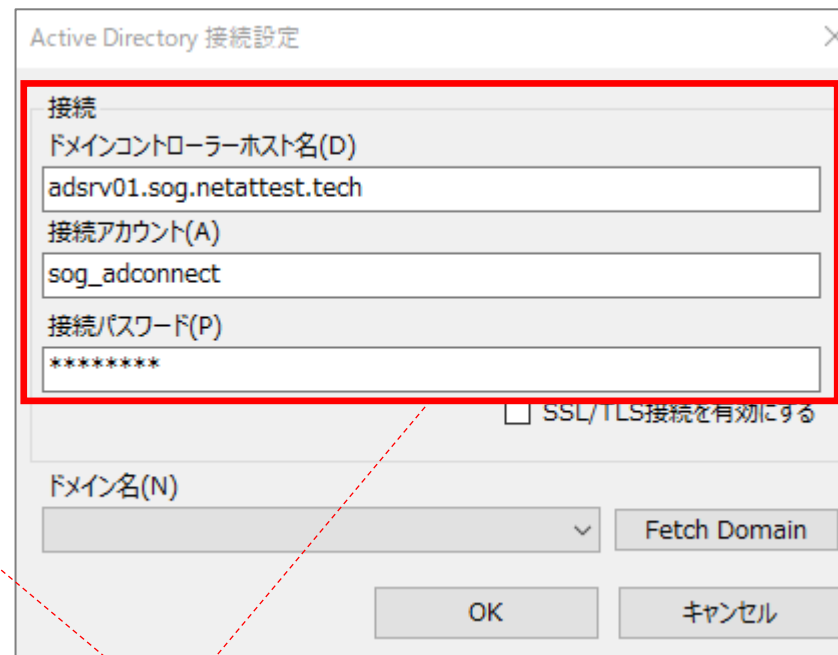 Active Directory 接続設定
接続
ドメインコントローラーホスト名(D)
adsrv01.sog.netattest.tech
接続アカウント(A)
sog_adconnect
接続パスワード(P)
********
SSL/TLS接続を有効にする
ドメイン名(N)
Fetch Domain
OK キャンセル